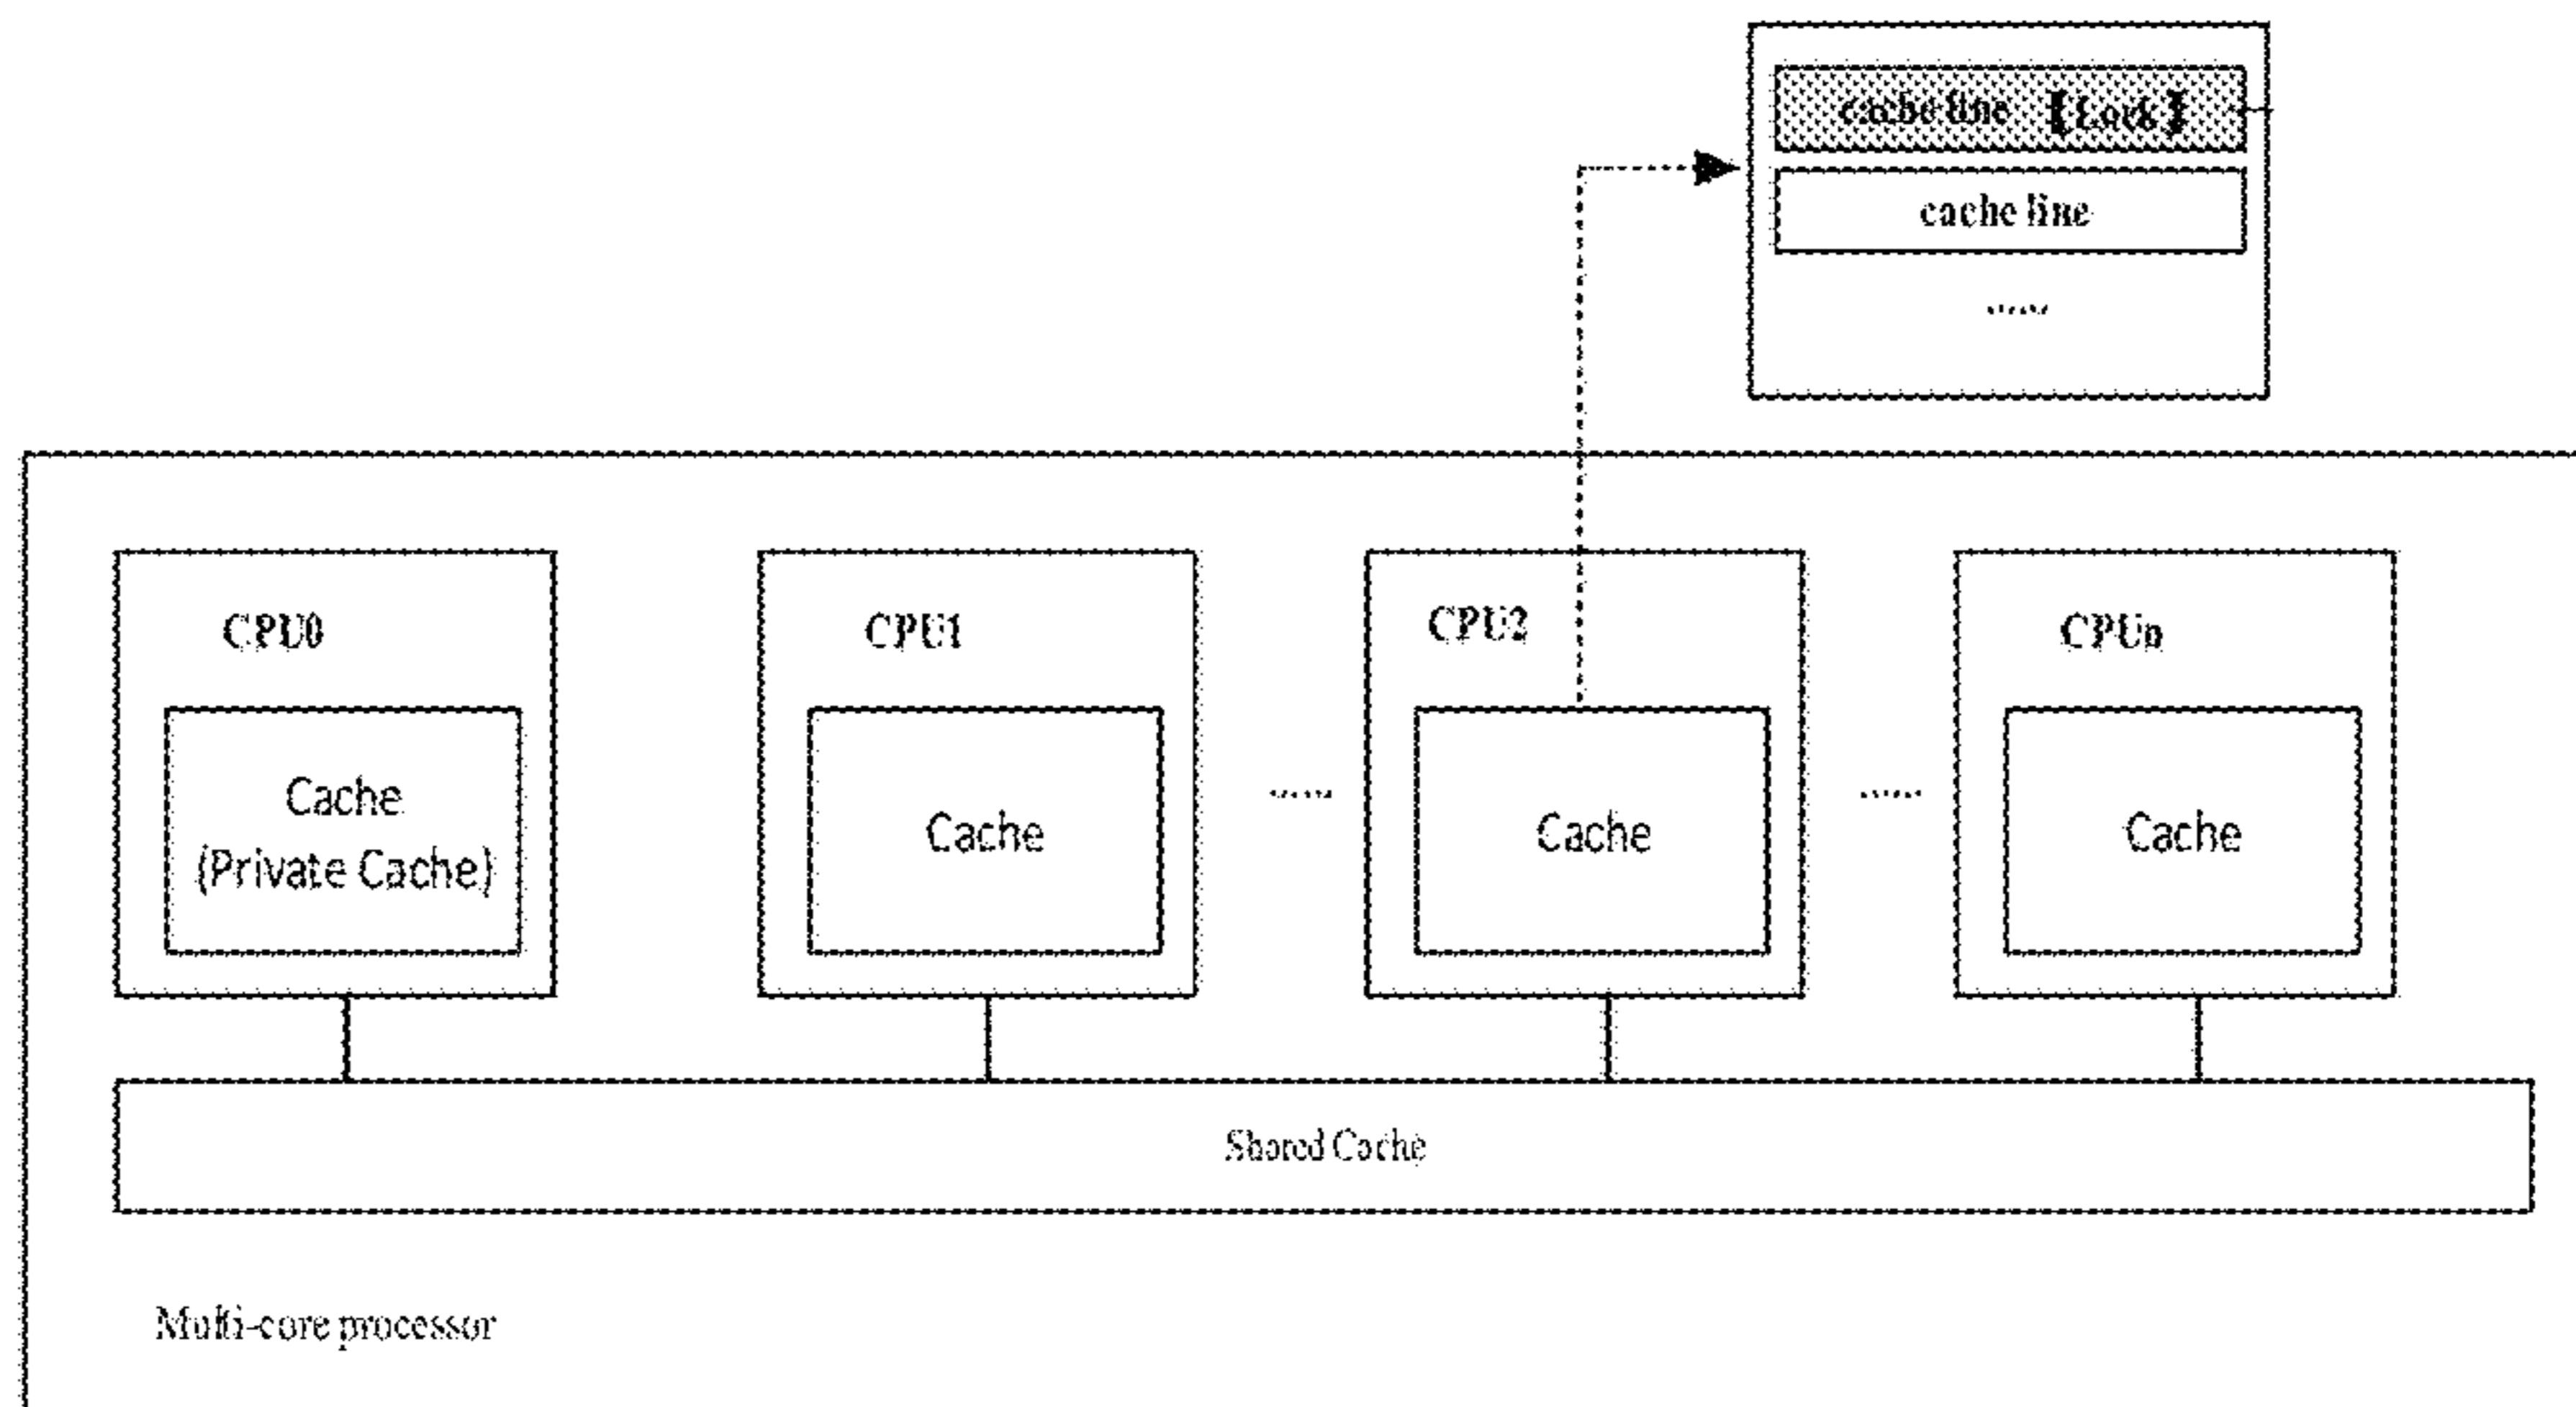 cache line 【Lock】
cache line
......
CPU0
CPU1
CPU2
CPUn
Cache
(Private Cache)
Cache
......
Cache
......
Cache
Shared Cache
Multi-core processor